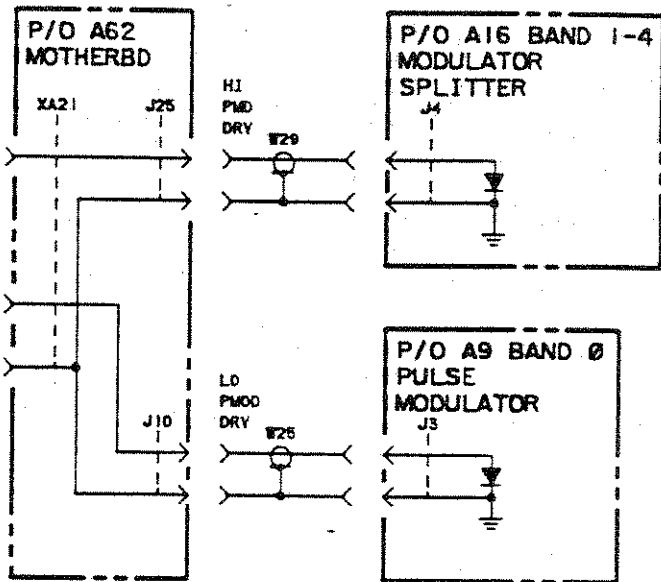 P/O A62
MOTHERBD
XA21
J25
HI
PMD
DRY
W29
P/O A16 BAND 1-4
MODULATOR
SPLITTER
J4
J10
LO
PMOD
DRY
W25
P/O A9 BAND Ø
PULSE
MODULATOR
J3